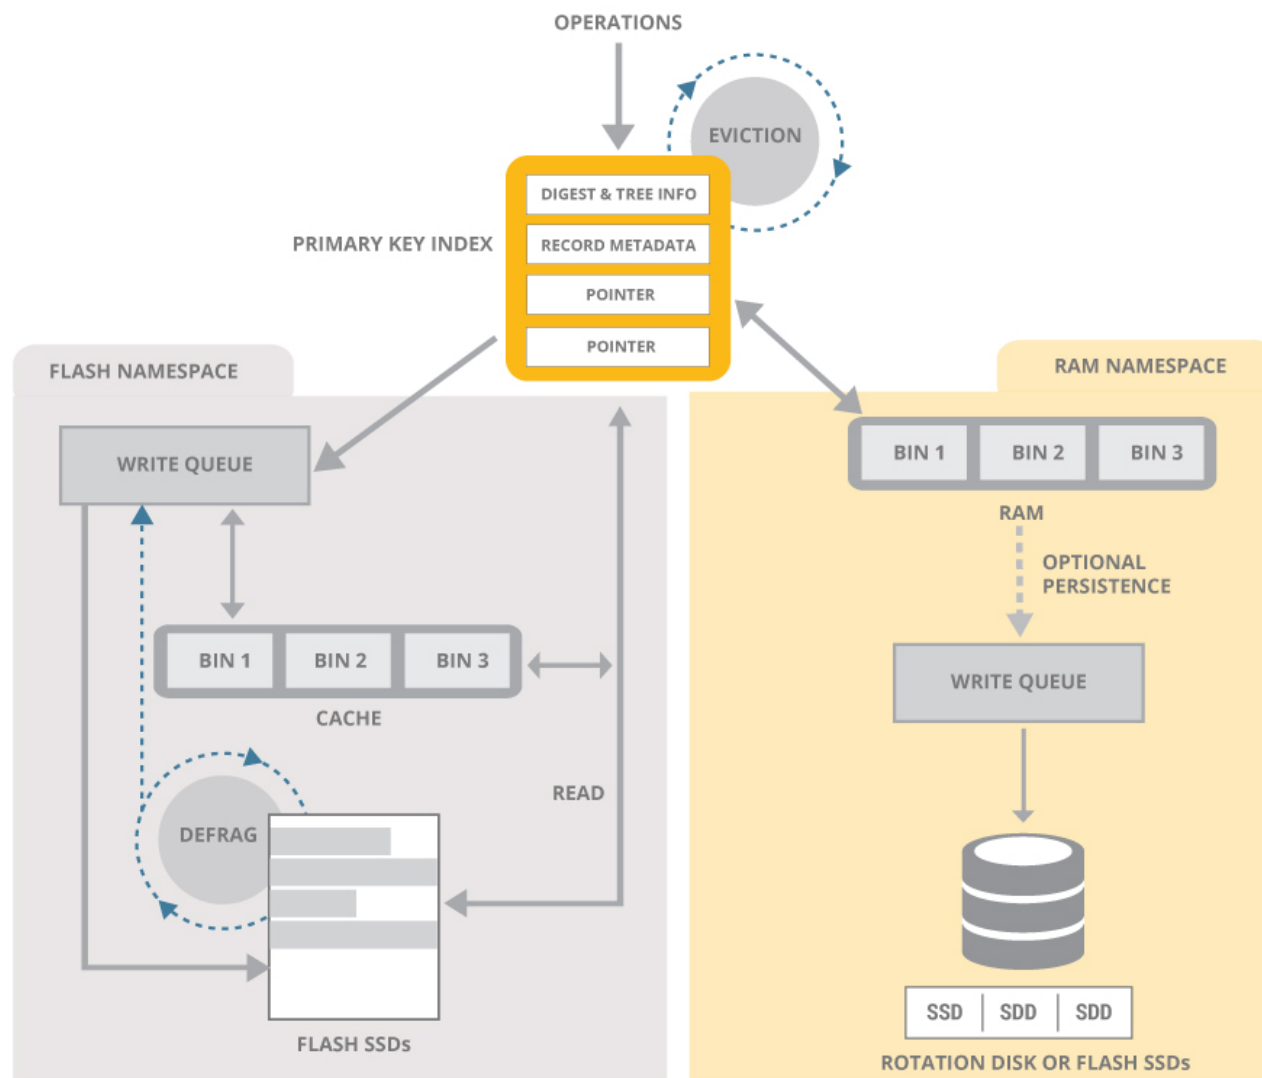 OPERATIONS
EVICTION
DIGEST & TREE INFO
PRIMARY KEY INDEX
RECORD METADATA
POINTER
POINTER
FLASH NAMESPACE
RAM NAMESPACE
WRITE QUEUE
BIN 1
BIN 2
BIN 3
RAM
OPTIONAL
PERSISTENCE
BIN 1
BIN 2
BIN 3
CACHE
WRITE QUEUE
READ
DEFRAG
FLASH SSDs
SSD
SDD
SDD
ROTATION DISK OR FLASH SSDs